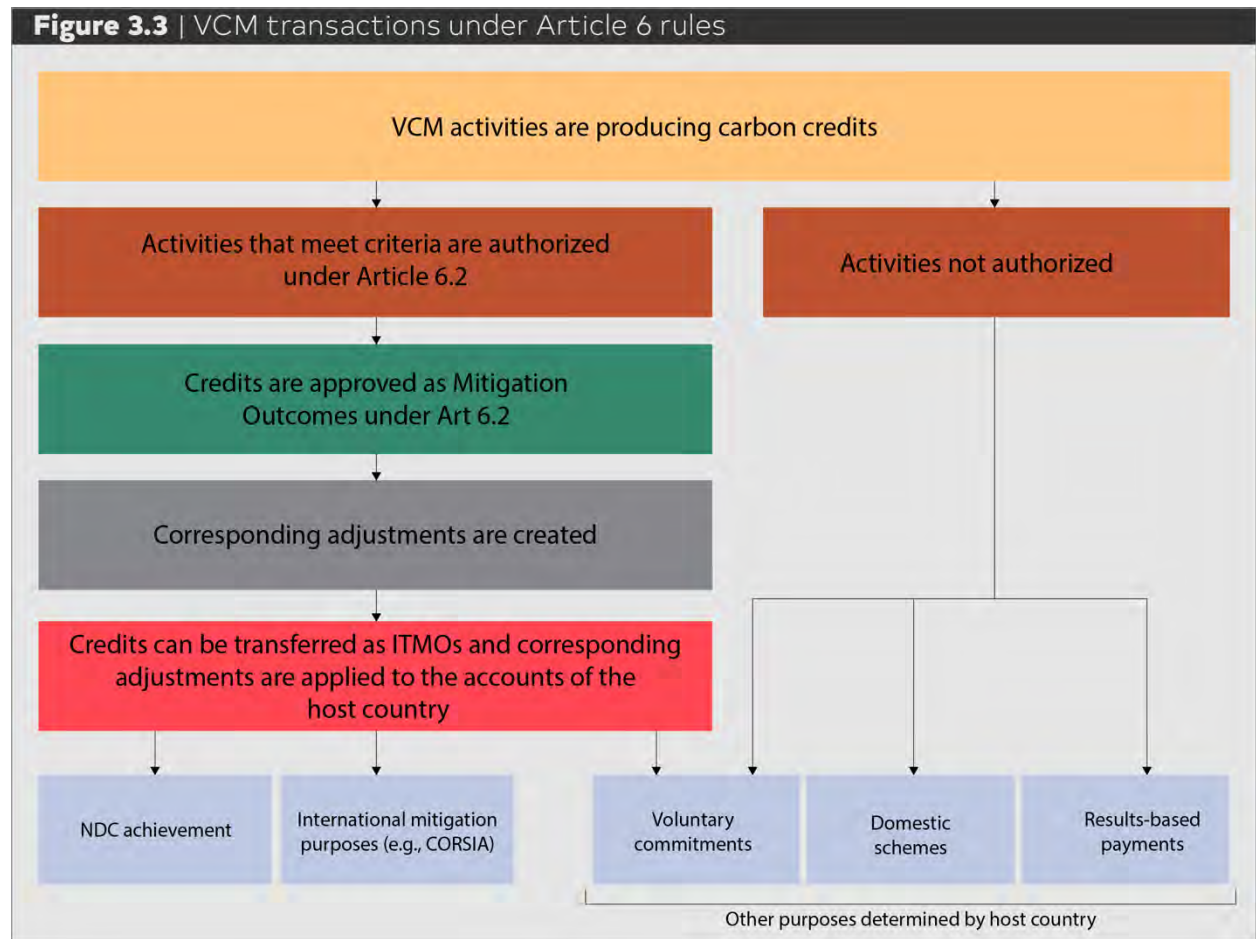 Figure 3.3 | VCM transactions under Article 6 rules
VCM activities are producing carbon credits
Activities that meet criteria are authorized
under Article 6.2
Activities not authorized
Credits are approved as Mitigation
Outcomes under Art 6.2
Corresponding adjustments are created
Credits can be transferred as ITMOs and corresponding
adjustments are applied to the accounts of the
host country
NDC achievement
International mitigation
purposes (e.g., CORSIA)
Voluntary
commitments
Domestic
schemes
Results-based
payments
Other purposes determined by host country